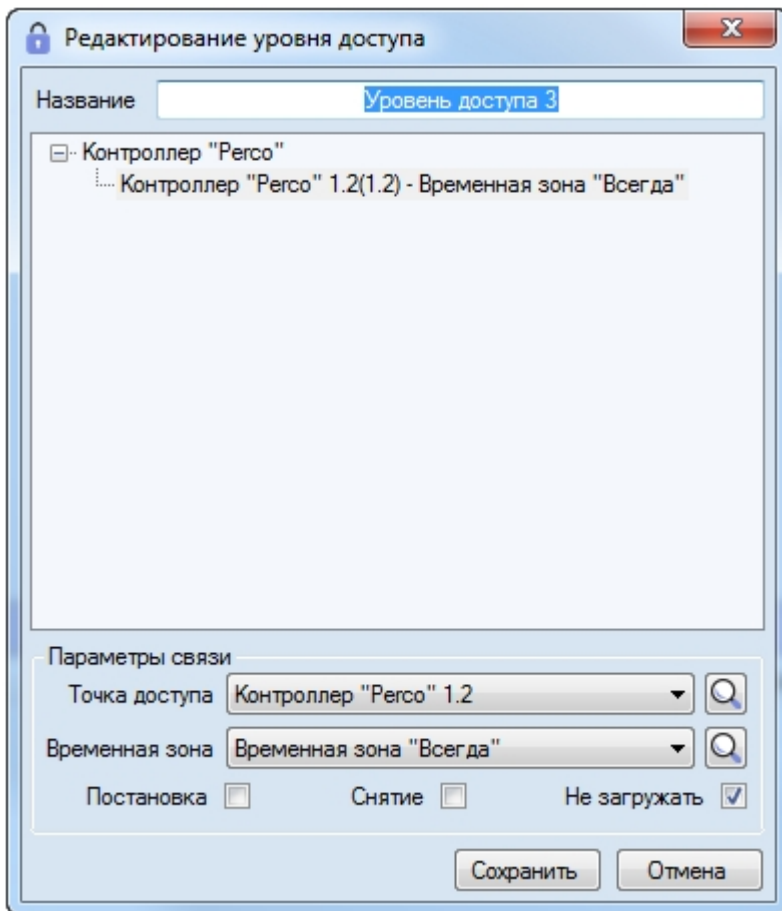 Редактирование уровня доступа
Название Уровень доступа 3
Контроллер "Perco"
Контроллер "Perco" 1.2(1.2) - Временная зона "Всегда"
Параметры связи
Точка доступа Контроллер "Perco" 1.2
Временная зона Временная зона "Всегда"
Постановка Снятие Не загружать
Сохранить Отмена